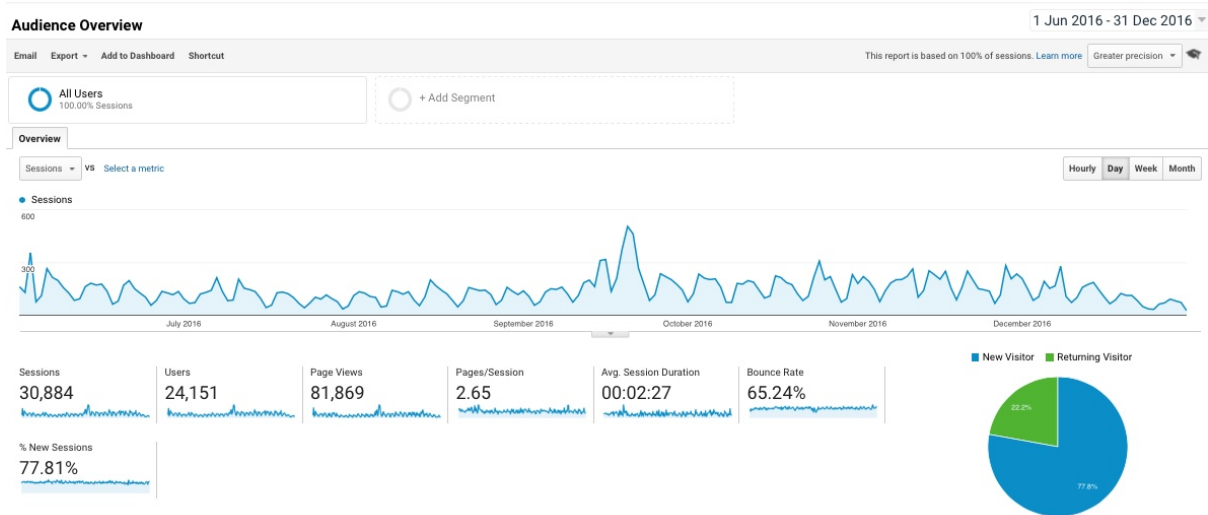 Audience Overview
1 Jun 2016 - 31 Dec 2016
Email Export Add to Dashboard Shortcut
This report is based on 100% of sessions. Learn more Greater precision
All Users
100.00% Sessions
+ Add Segment
Overview
Sessions VS Select a metric
Hourly Day Week Month
Sessions
600
300
July 2016 August 2016 September 2016 October 2016 November 2016 December 2016
New Visitor Returning Visitor
Sessions Users Page Views Pages/Session Avg. Session Duration Bounce Rate
30,884 24,151 81,869 2.65 00:02:27 65.24%
22.2%
% New Sessions
77.81%
77.8%